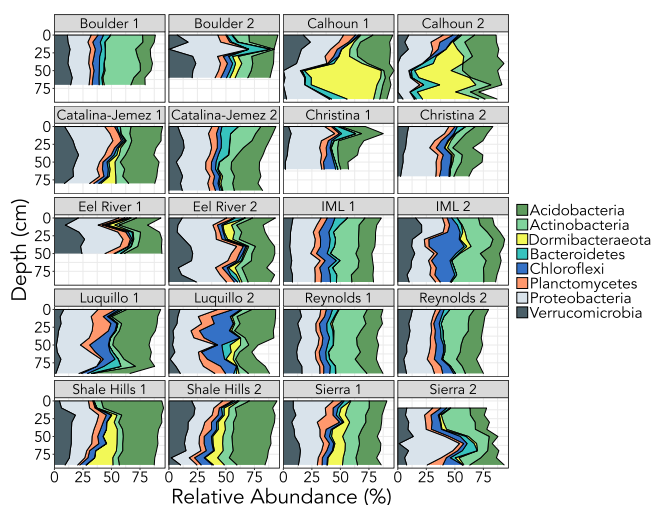 Boulder 1 Boulder 2 Calhoun 1 Calhoun 2
0
25
50
75
Catalina-Jemez 1 Catalina-Jemez 2 Christina 1 Christina 2
0
25
50
75
Eel River 1 Eel River 2 IML 1 IML 2
0
25
50
75
Luquillo 1 Luquillo 2 Reynolds 1 Reynolds 2
0
25
50
75
Shale Hills 1 Shale Hills 2 Sierra 1 Sierra 2
0
25
50
75
0 25 50 75 0 25 50 75 0 25 50 75 0 25 50 75
Depth (cm)
Relative Abundance (%)
Acidobacteria
Actinobacteria
Dormibacteraeota
Bacteroidetes
Chloroflexi
Planctomycetes
Proteobacteria
Verrucomicrobia